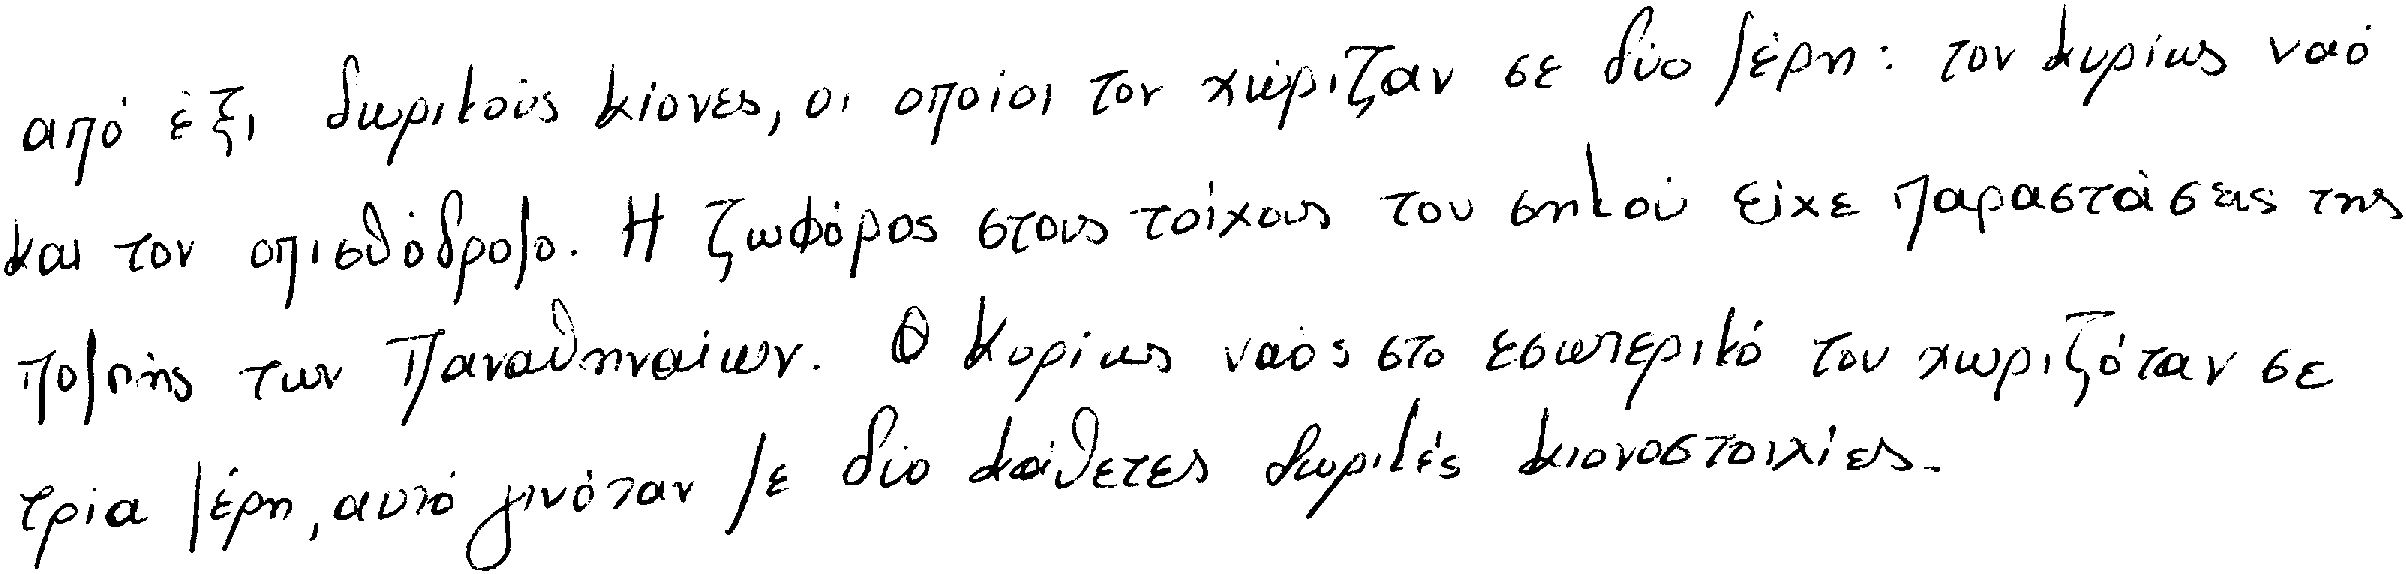 από έξι δωρικούς κίονες, οι οποίοι τον χώριζαν σε δύο μέρη: τον κυρίως ναό
και τον οπισθόδρομο. Η ζωφόρος στους τοίχους του σηκού είχε παραστάσεις της
πομπής των Παναθηναίων. Ο κυρίως ναός στο εσωτερικό του χωριζόταν σε
τρία μέρη, αυτό γινόταν με δύο κάθετες δωρικές κιονοστοιχίες.